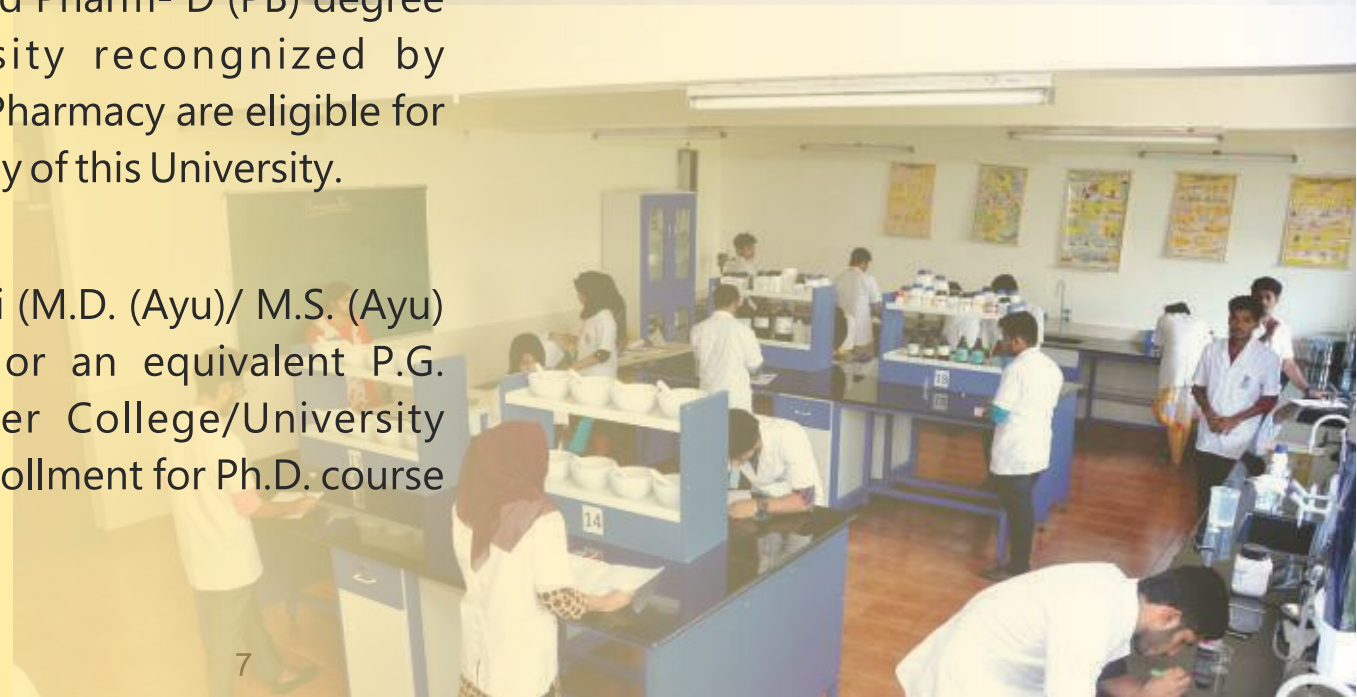 d Pharm- D (PB) degree
sity recongnized by
Pharmacy are eligible for
y of this University.
i (M.D. (Ayu)/ M.S. (Ayu)
or an equivalent P.G.
er College/University
ollment for Ph.D. course
18
14
7